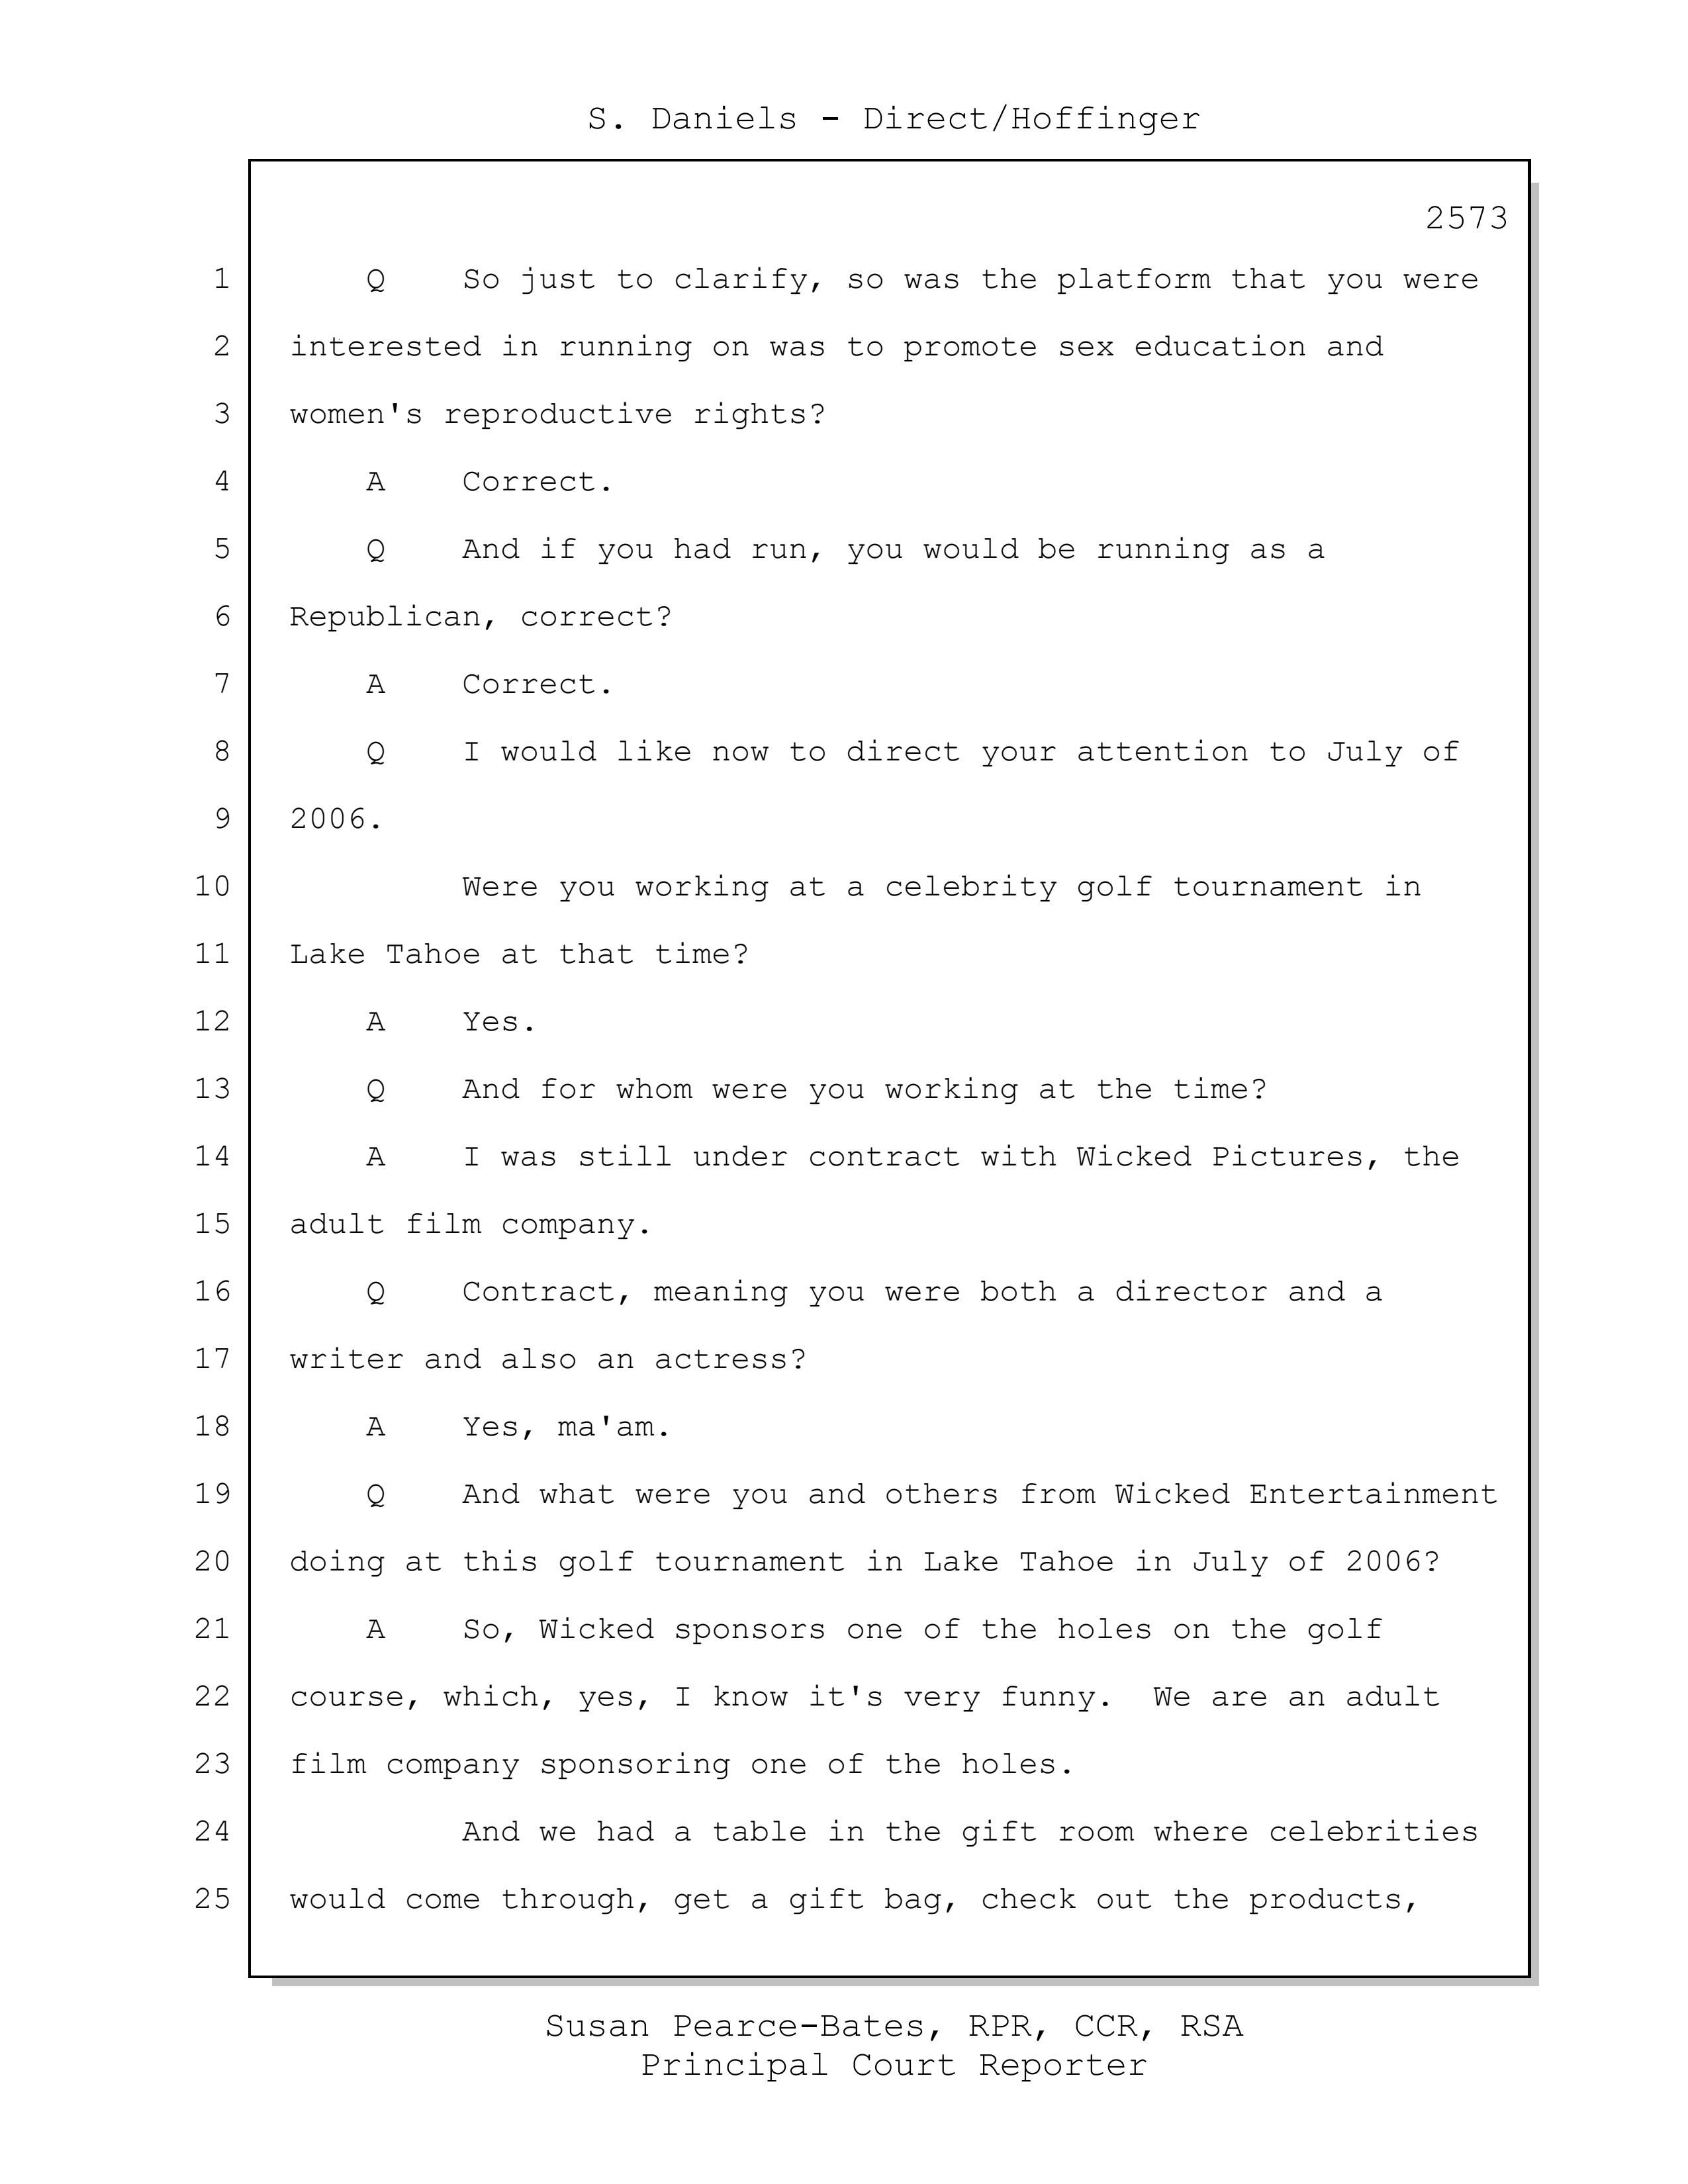 S. Daniels - Direct/Hoffinger
2573
1 Q So just to clarify, so was the platform that you were
2 interested in running on was to promote sex education and
3 women's reproductive rights?
4 A Correct.
5 Q And if you had run, you would be running as a
6 Republican, correct?
7 A Correct.
8 Q I would like now to direct your attention to July of
9 2006.
10 Were you working at a celebrity golf tournament in
11 Lake Tahoe at that time?
12 A Yes.
13 Q And for whom were you working at the time?
14 A I was still under contract with Wicked Pictures, the
15 adult film company.
16 Q Contract, meaning you were both a director and a
17 writer and also an actress?
18 A Yes, ma'am.
19 Q And what were you and others from Wicked Entertainment
20 doing at this golf tournament in Lake Tahoe in July of 2006?
21 A So, Wicked sponsors one of the holes on the golf
22 course, which, yes, I know it's very funny. We are an adult
23 film company sponsoring one of the holes.
24 And we had a table in the gift room where celebrities
25 would come through, get a gift bag, check out the products,
Susan Pearce-Bates, RPR, CCR, RSA
Principal Court Reporter